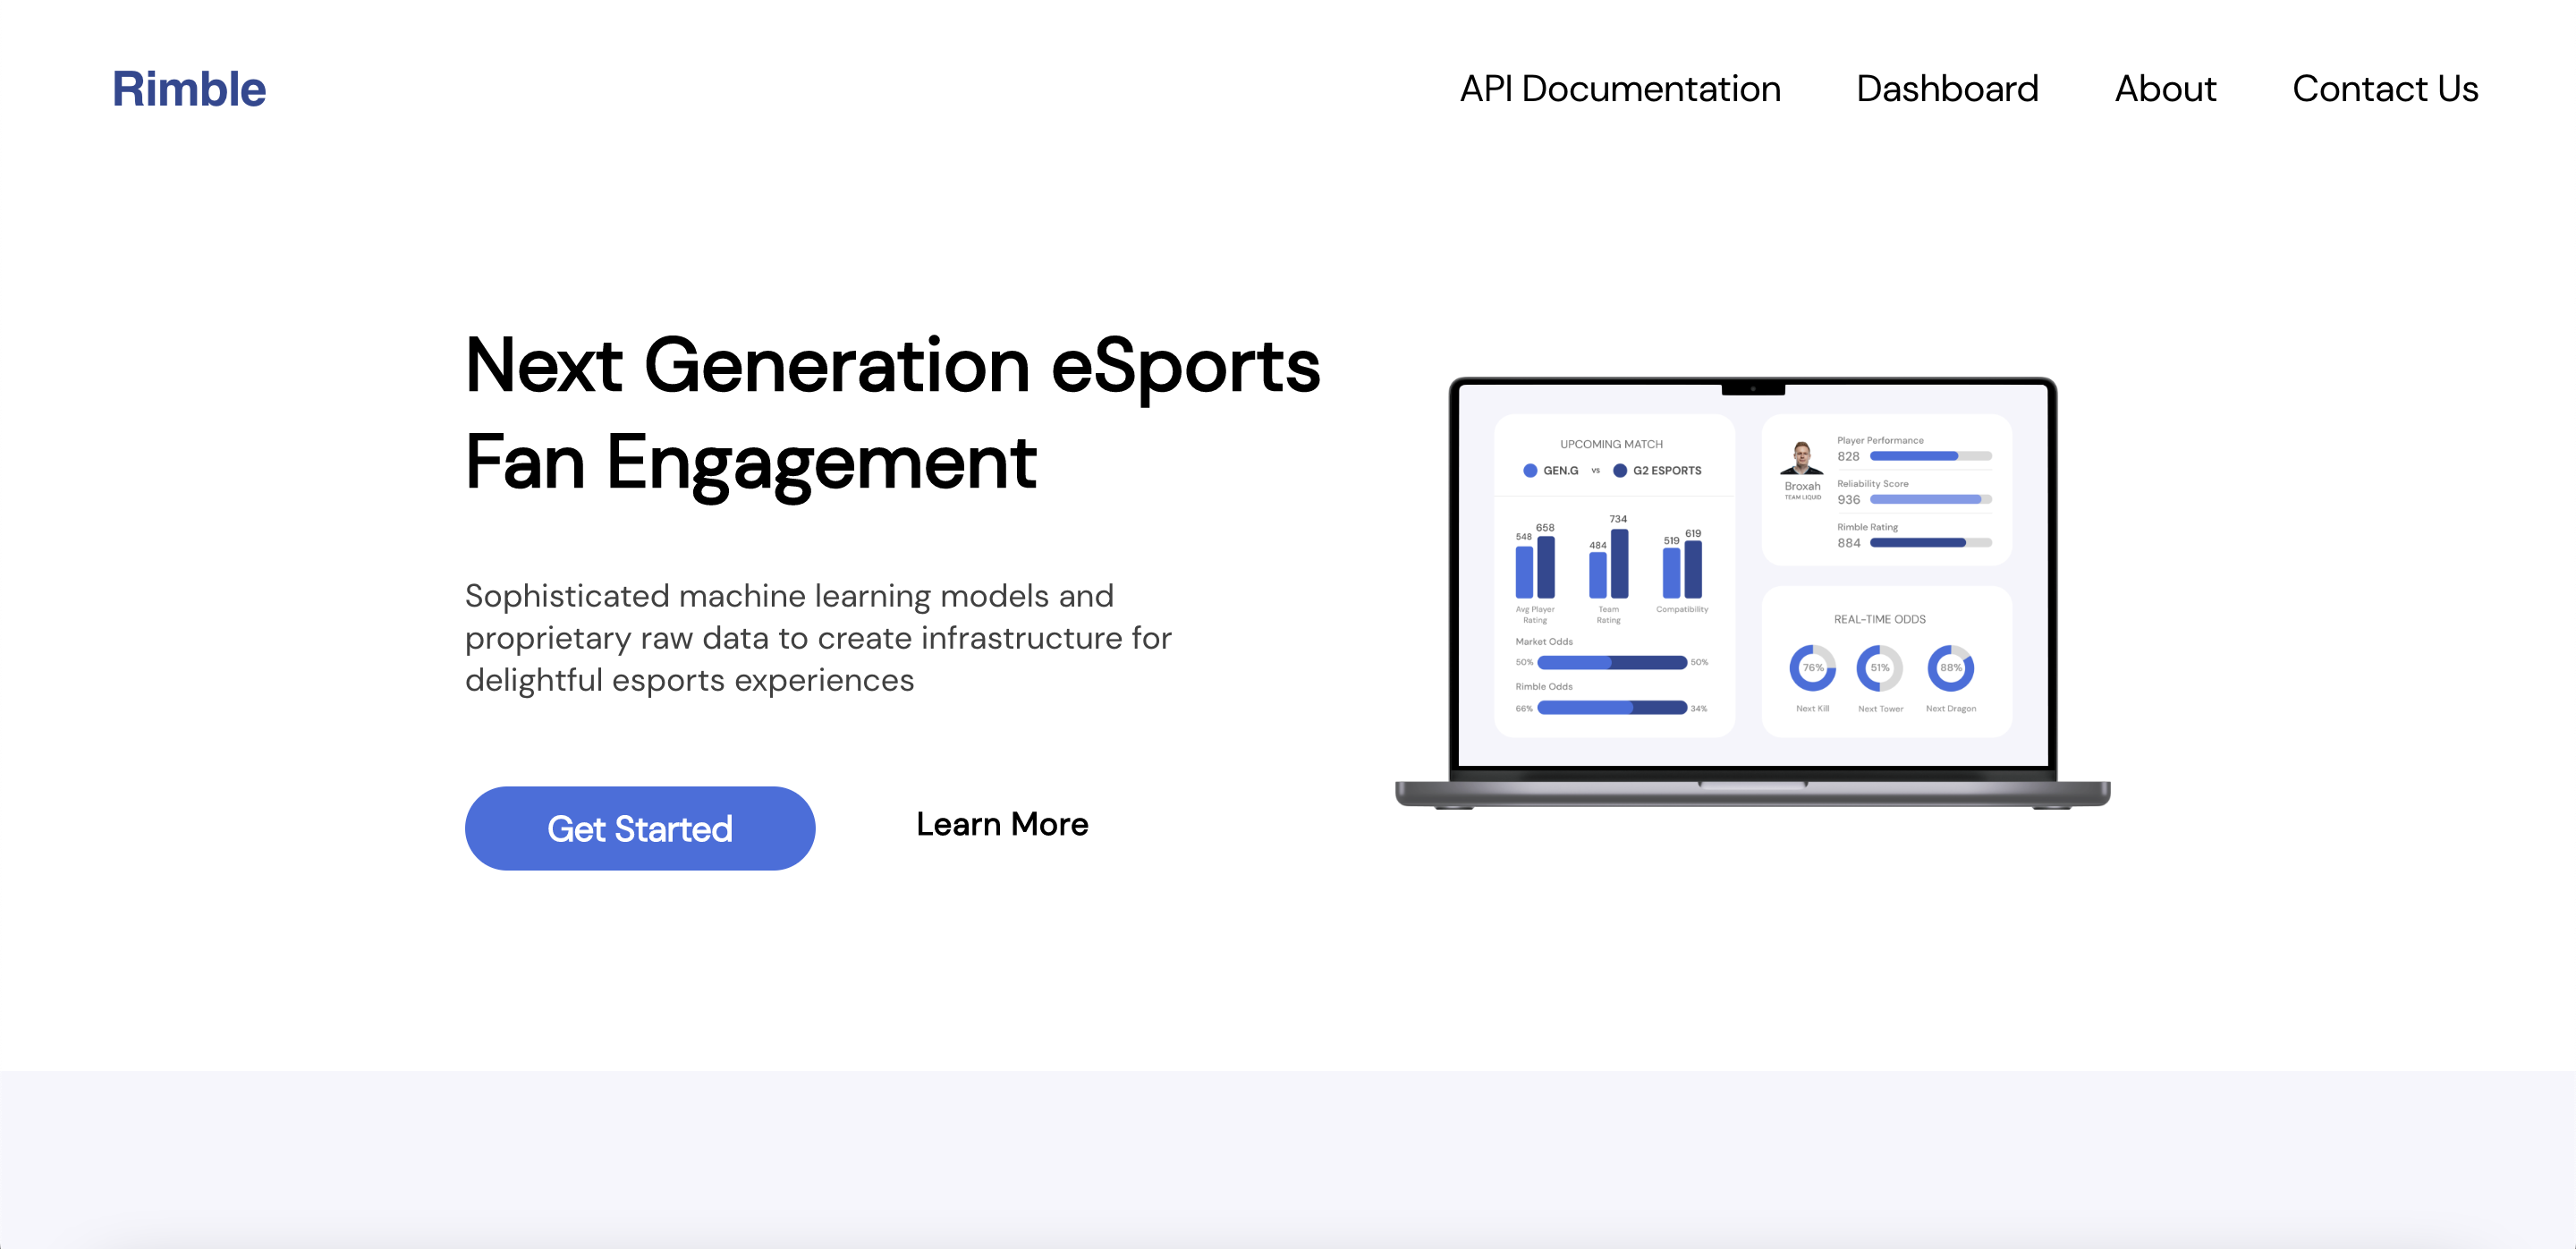 Rimble
API Documentation
Dashboard
About
Contact Us
Next Generation eSports
Fan Engagement
Sophisticated machine learning models and
proprietary raw data to create infrastructure for
delightful esports experiences
Get Started
Learn More
UPCOMING MATCH
GEN.G vs G2 ESPORTS
548 658
484 734
519 619
Avg Player
Rating
Team
Rating
Compatibility
Market Odds
50% 50%
Rimble Odds
66% 34%
Broxah
TEAM LIQUID
Player Performance
828
Reliability Score
936
Rimble Rating
884
REAL-TIME ODDS
76% 51% 88%
Next Kill Next Tower Next Dragon